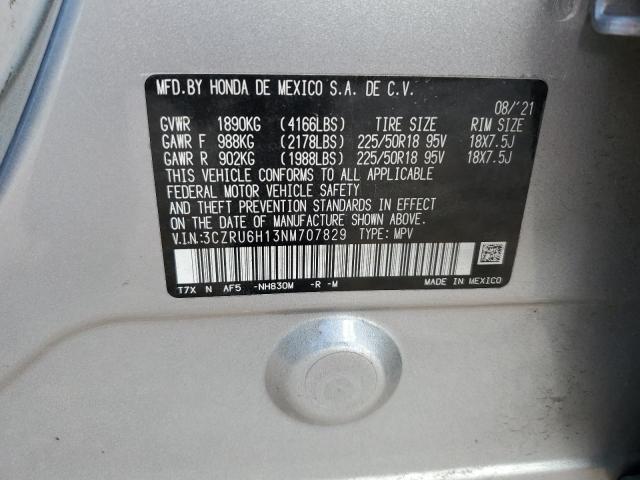 MFD.BY HONDA DE MEXICO S.A. DE C.V.
08/'21
GVWR 1890KG (4166LBS) TIRE SIZE RIM SIZE
GAWR F 988KG (2178LBS) 225/50R18 95V 18X7.5J
GAWR R 902KG (1988LBS) 225/50R18 95V 18X7.5J
THIS VEHICLE CONFORMS TO ALL APPLICABLE
FEDERAL MOTOR VEHICLE SAFETY
AND THEFT PREVENTION STANDARDS IN EFFECT
ON THE DATE OF MANUFACTURE SHOWN ABOVE.
V.I.N:3CZRU6H13NM707829 TYPE: MPV
T7X N AF5 -NH830M -R -M MADE IN MEXICO